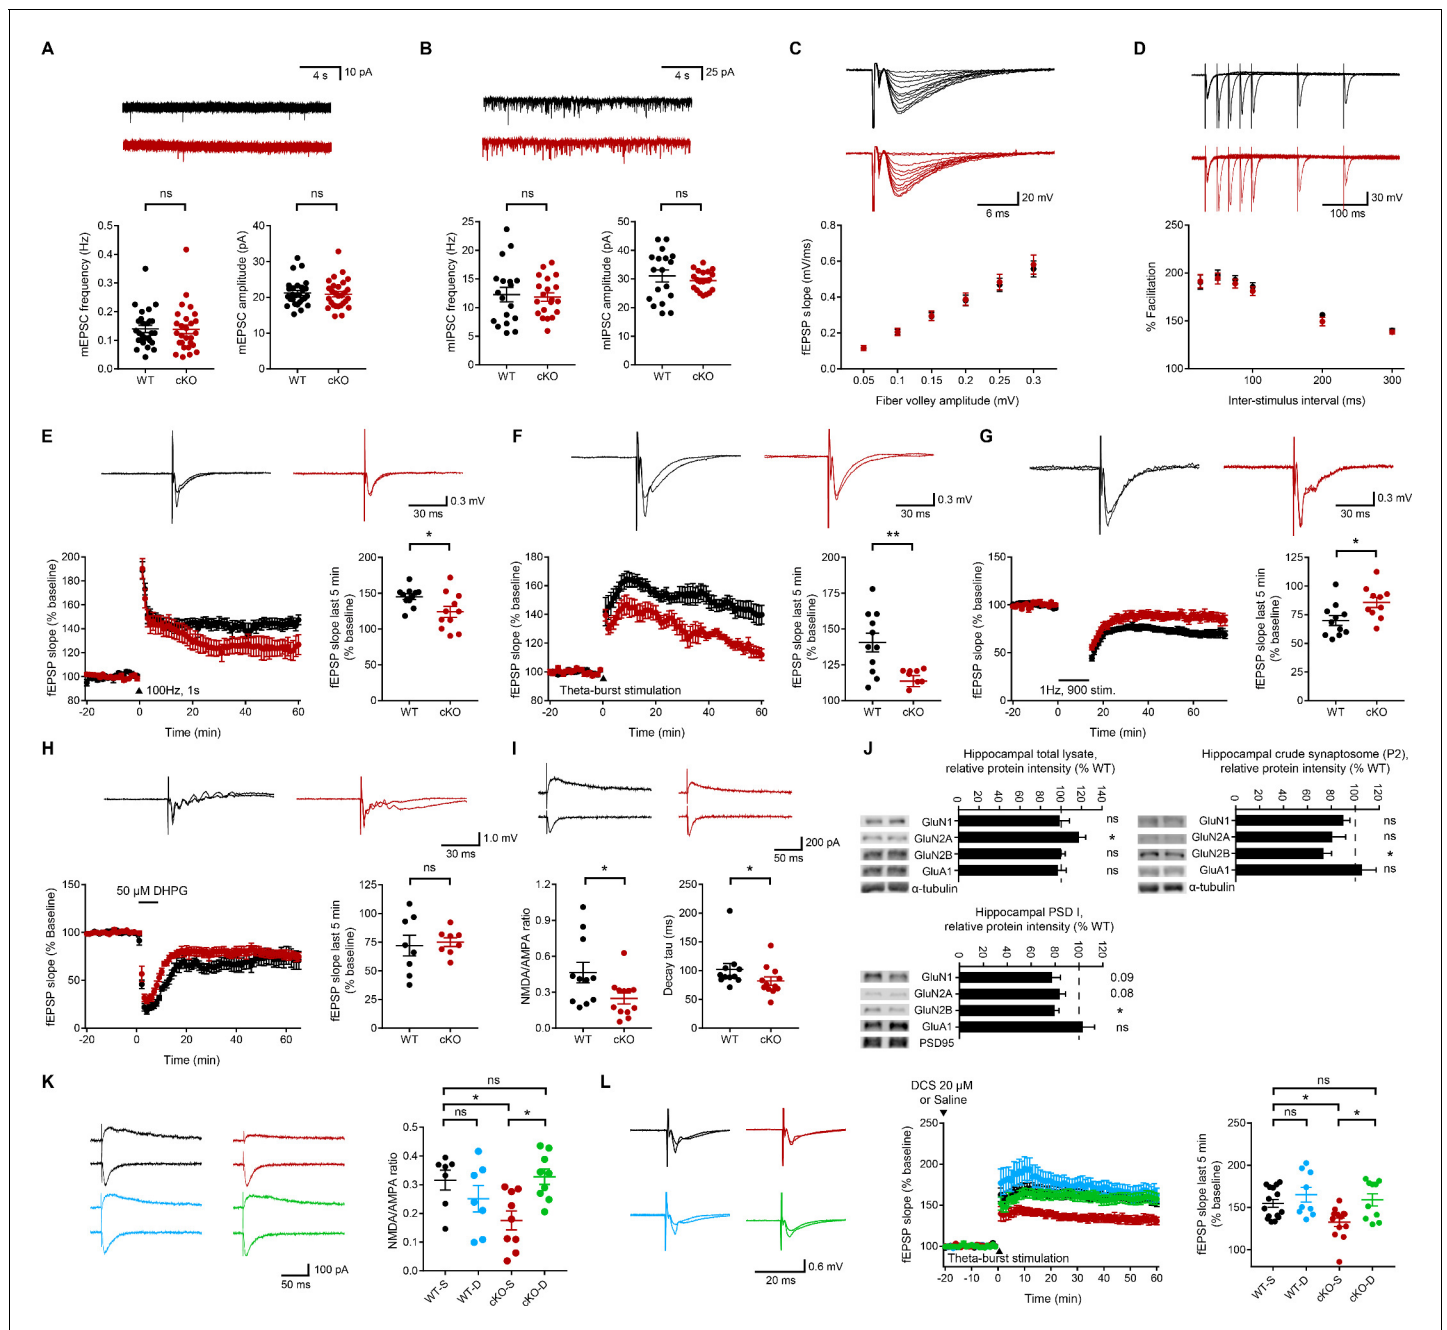 A
4 s
10 pA
ns
ns
mEPSC frequency (Hz)
0.5
0.4
0.3
0.2
0.1
0.0
WT
cKO
mEPSC amplitude (pA)
40
30
20
10
0
WT
cKO
B
4 s
25 pA
ns
ns
mIPSC frequency (Hz)
25
20
15
10
5
0
WT
cKO
mIPSC amplitude (pA)
50
40
30
20
10
0
WT
cKO
C
20 mV
6 ms
fEPSP slope (mV/ms)
0.8
0.6
0.4
0.2
0.0
0.05
0.1
0.15
0.2
0.25
0.3
Fiber volley amplitude (mV)
D
30 mV
100 ms
% Facilitation
250
200
150
100
100
200
300
Inter-stimulus interval (ms)
E
0.3 mV
30 ms
fEPSP slope (% baseline)
200
180
160
140
120
100
80
100Hz, 1s
-20
0
20
40
60
Time (min)
*
fEPSP slope last 5 min
(% baseline)
200
150
100
50
0
WT
cKO
F
0.3 mV
30 ms
fEPSP slope (% baseline)
180
160
140
120
100
80
Theta-burst stimulation
-20
0
20
40
60
Time (min)
**
fEPSP slope last 5 min
(% baseline)
200
175
150
125
100
WT
cKO
G
0.3 mV
30 ms
fEPSP slope (% baseline)
150
100
50
0
1Hz, 900 stim.
-20
0
20
40
60
Time (min)
*
fEPSP slope last 5 min
(% baseline)
125
100
75
50
25
0
WT
cKO
H
1.0 mV
30 ms
50 µM DHPG
fEPSP slope (% Baseline)
150
100
50
0
-20
0
20
40
60
Time (min)
ns
fEPSP slope last 5 min
(% baseline)
125
100
75
50
25
0
WT
cKO
I
200 pA
50 ms
*
NMDA/AMPA ratio
1.2
0.9
0.6
0.3
0.0
WT
cKO
*
Decay tau (ms)
250
200
150
100
50
0
WT
cKO
J
Hippocampal total lysate,
relative protein intensity (% WT)
0
20
40
60
80
100
120
140
GluN1
ns
GluN2A
*
GluN2B
ns
GluA1
ns
α-tubulin
Hippocampal crude synaptosome (P2),
relative protein intensity (% WT)
0
20
40
60
80
100
120
GluN1
ns
GluN2A
ns
GluN2B
*
GluA1
ns
α-tubulin
Hippocampal PSD I,
relative protein intensity (% WT)
0
20
40
60
80
100
120
GluN1
0.09
GluN2A
0.08
GluN2B
*
GluA1
ns
PSD95
K
100 pA
50 ms
ns
*
ns
*
NMDA/AMPA ratio
0.5
0.4
0.3
0.2
0.1
0.0
WT-S
WT-D
cKO-S
cKO-D
L
0.6 mV
20 ms
DCS 20 µM
or Saline
fEPSP slope (% baseline)
250
200
150
100
Theta-burst stimulation
-20
-10
0
10
20
30
40
50
60
Time (min)
ns
*
ns
*
fEPSP slope last 5 min
(% baseline)
250
200
150
100
WT-S
WT-D
cKO-S
cKO-D